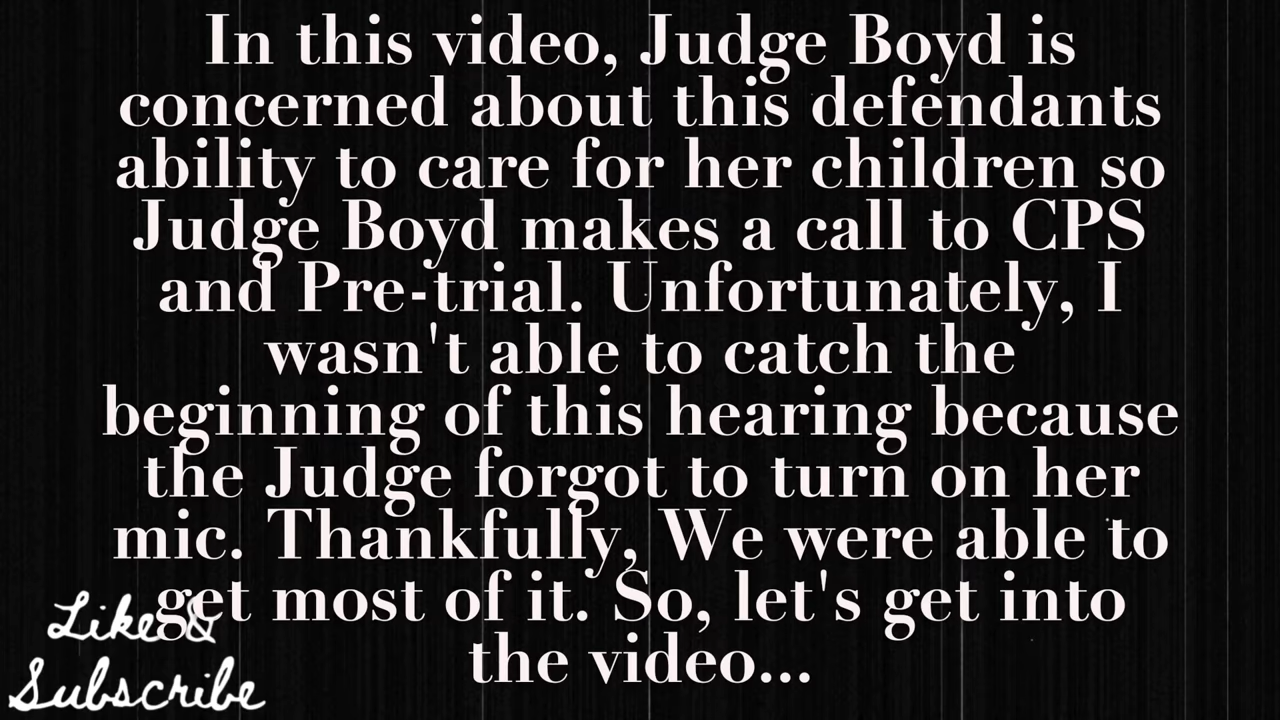 In this video, Judge Boyd is
concerned about this defendants
ability to care for her children so
Judge Boyd makes a call to CPS
and Pre-trial. Unfortunately, I
wasn't able to catch the
beginning of this hearing because
the Judge forgot to turn on her
mic. Thankfully, We were able to
get most of it. So, let's get into
the video...
Like &
Subscribe